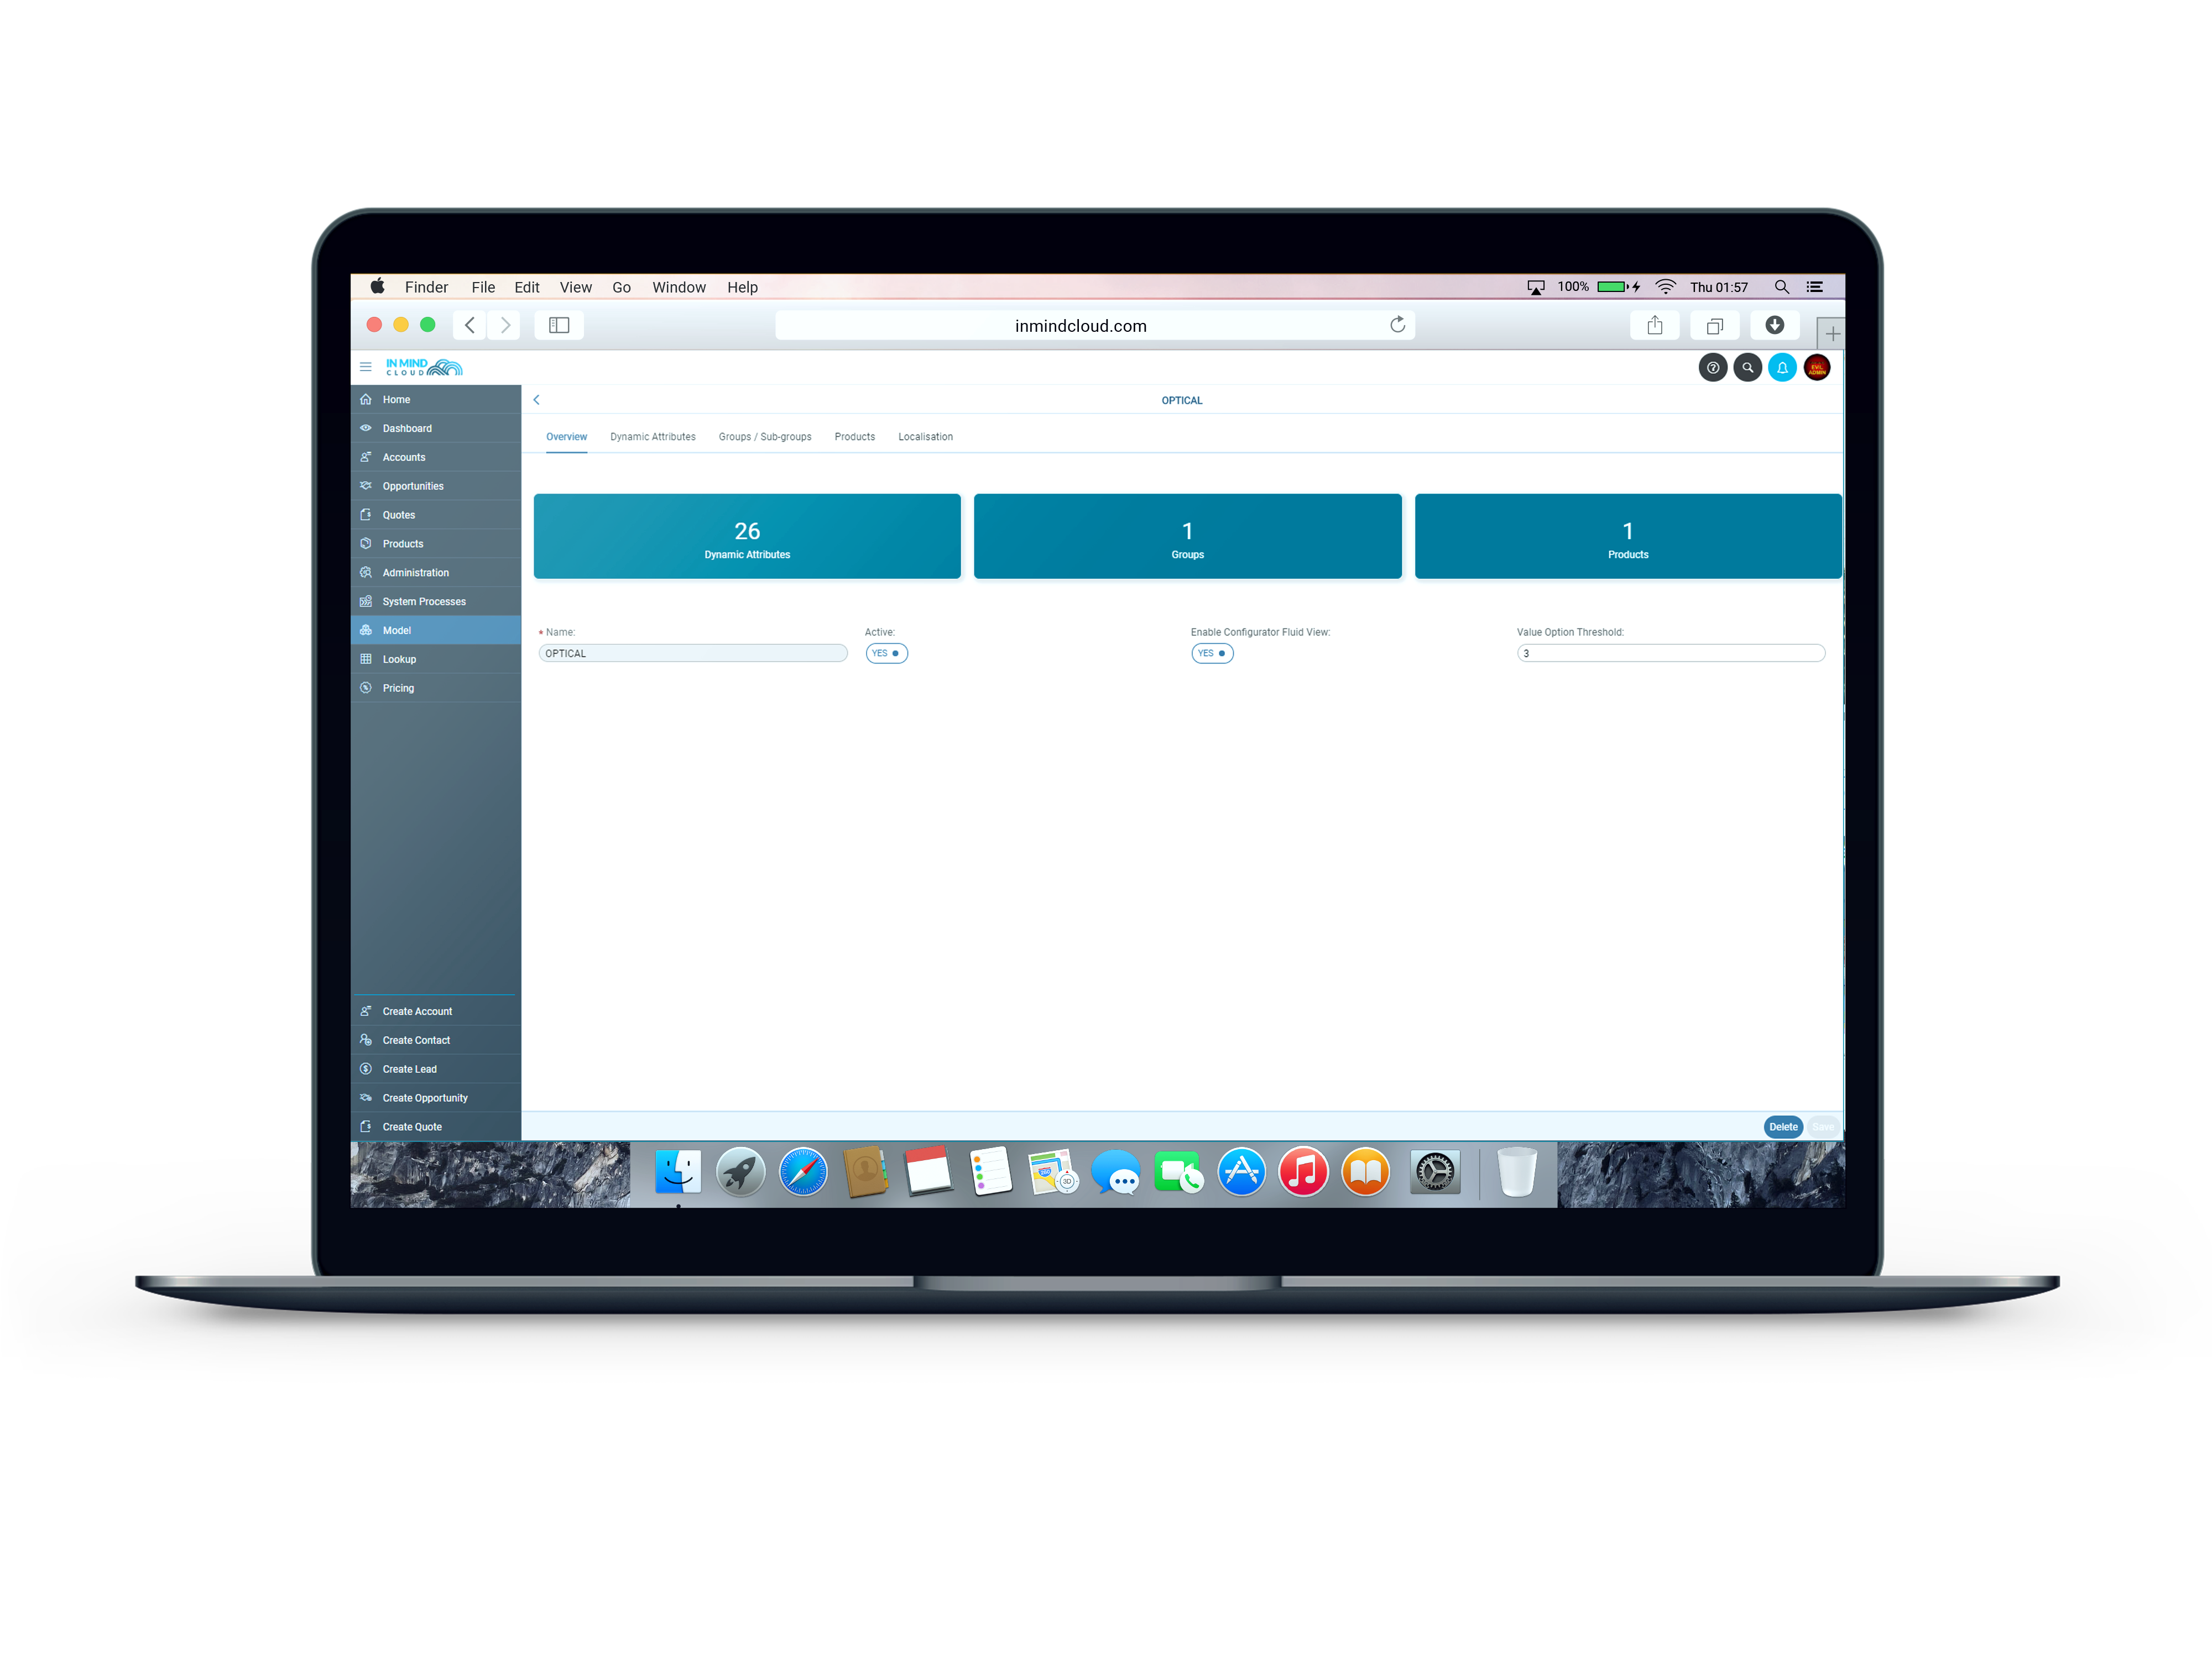 Finder File Edit View Go Window Help 100% Thu 01:57
inmindcloud.com
IN MIND
CLOUD
EVIL
ADMIN
Home
OPTICAL
Dashboard
Overview Dynamic Attributes Groups / Sub-groups Products Localisation
Accounts
Opportunities
Quotes
Products
Administration
System Processes
Model
Lookup
Pricing
26
Dynamic Attributes
1
Groups
1
Products
* Name:
OPTICAL
Active:
YES
Enable Configurator Fluid View:
YES
Value Option Threshold:
3
Create Account
Create Contact
Create Lead
Create Opportunity
Create Quote
Delete Save
3D